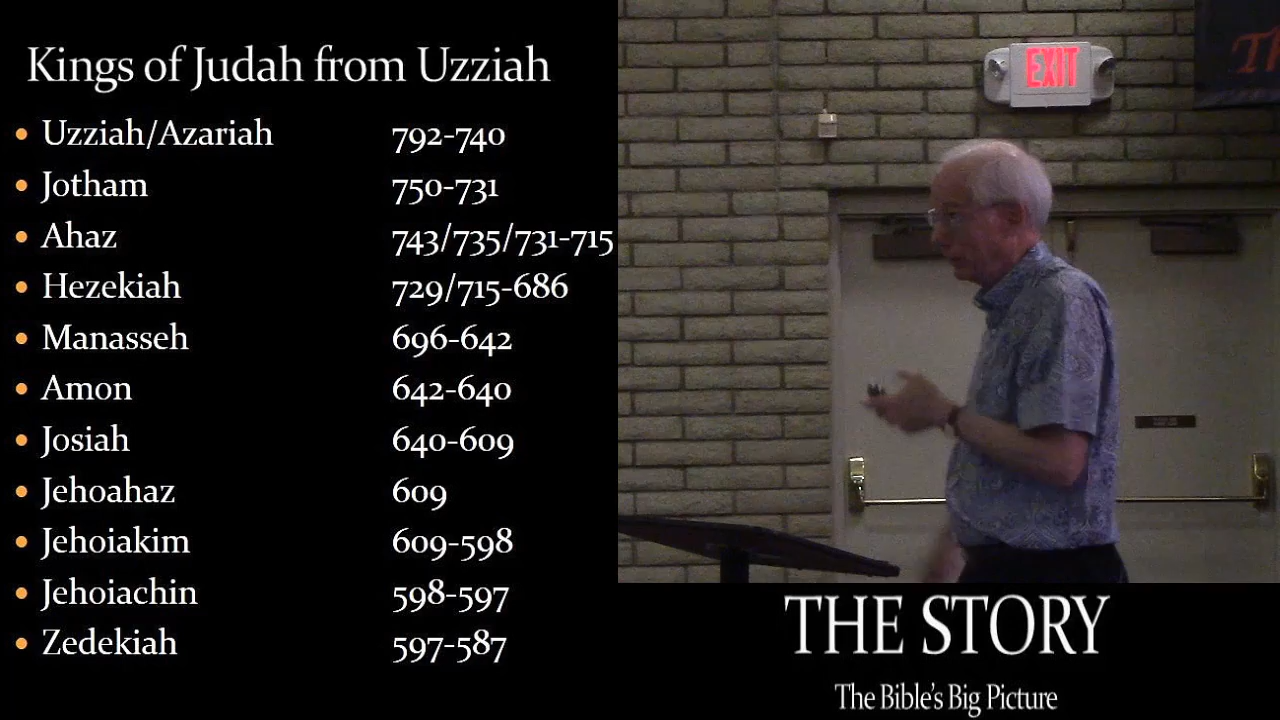 Kings of Judah from Uzziah
• Uzziah/Azariah 792-740
• Jotham 750-731
• Ahaz 743/735/731-715
• Hezekiah 729/715-686
• Manasseh 696-642
• Amon 642-640
• Josiah 640-609
• Jehoahaz 609
• Jehoiakim 609-598
• Jehoiachin 598-597
• Zedekiah 597-587
EXIT
THE STORY
The Bible's Big Picture